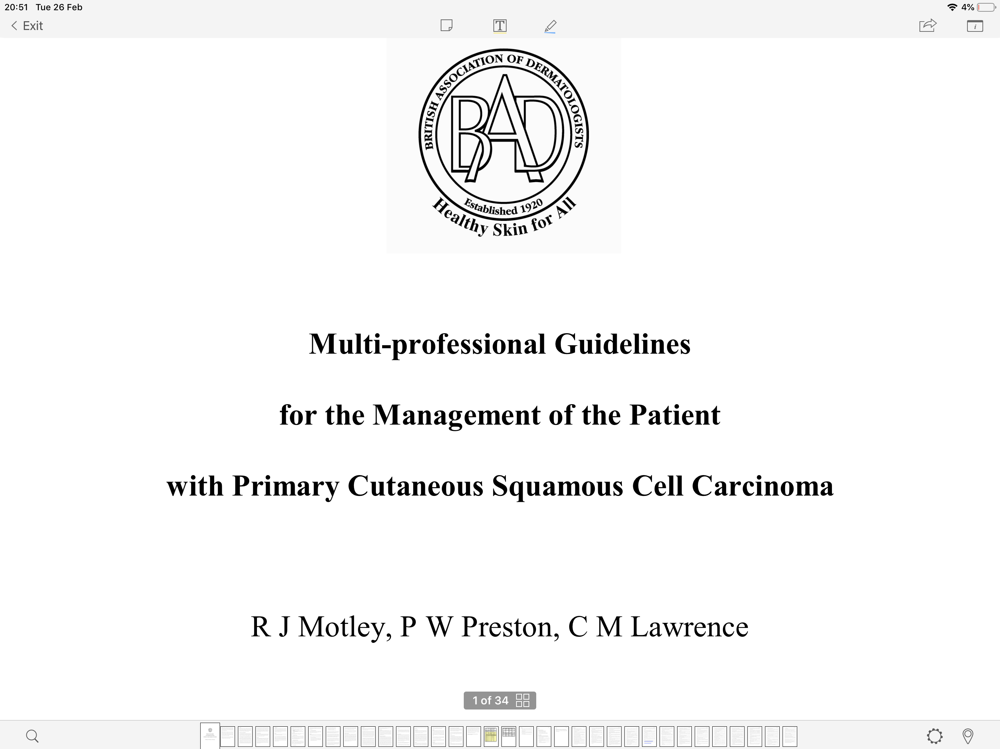 20:51 Tue 26 Feb
4%
Exit
T
i
BRITISH ASSOCIATION OF DERMATOLOGISTS
BAD
Established 1920
Healthy Skin for All
Multi-professional Guidelines
for the Management of the Patient
with Primary Cutaneous Squamous Cell Carcinoma
R J Motley, P W Preston, C M Lawrence
1 of 34